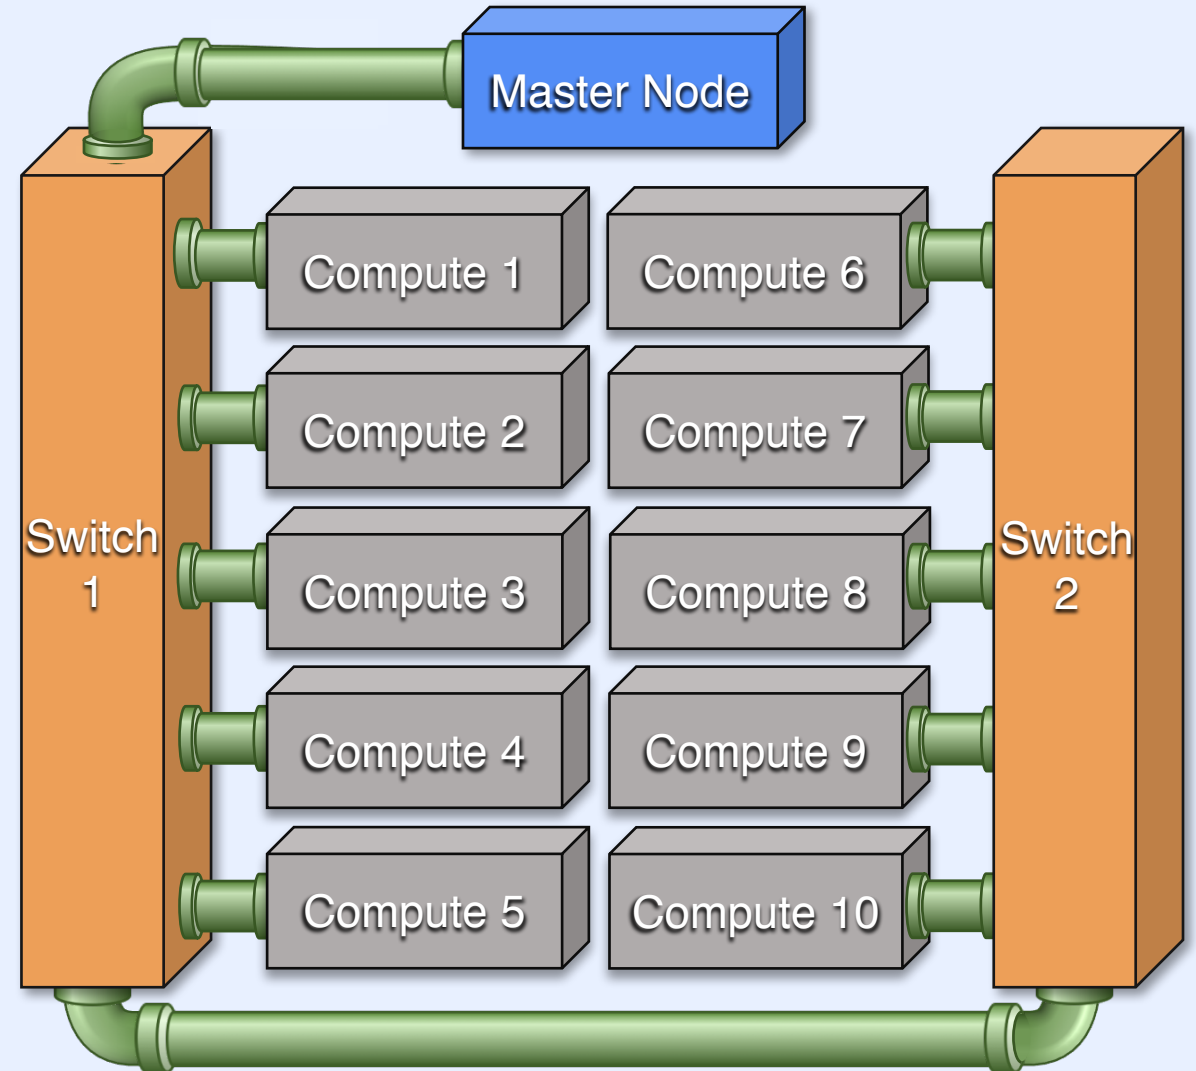 Master Node
Compute 1
Compute 6
Compute 2
Compute 7
Switch
1
Switch
2
Compute 3
Compute 8
Compute 4
Compute 9
Compute 5
Compute 10